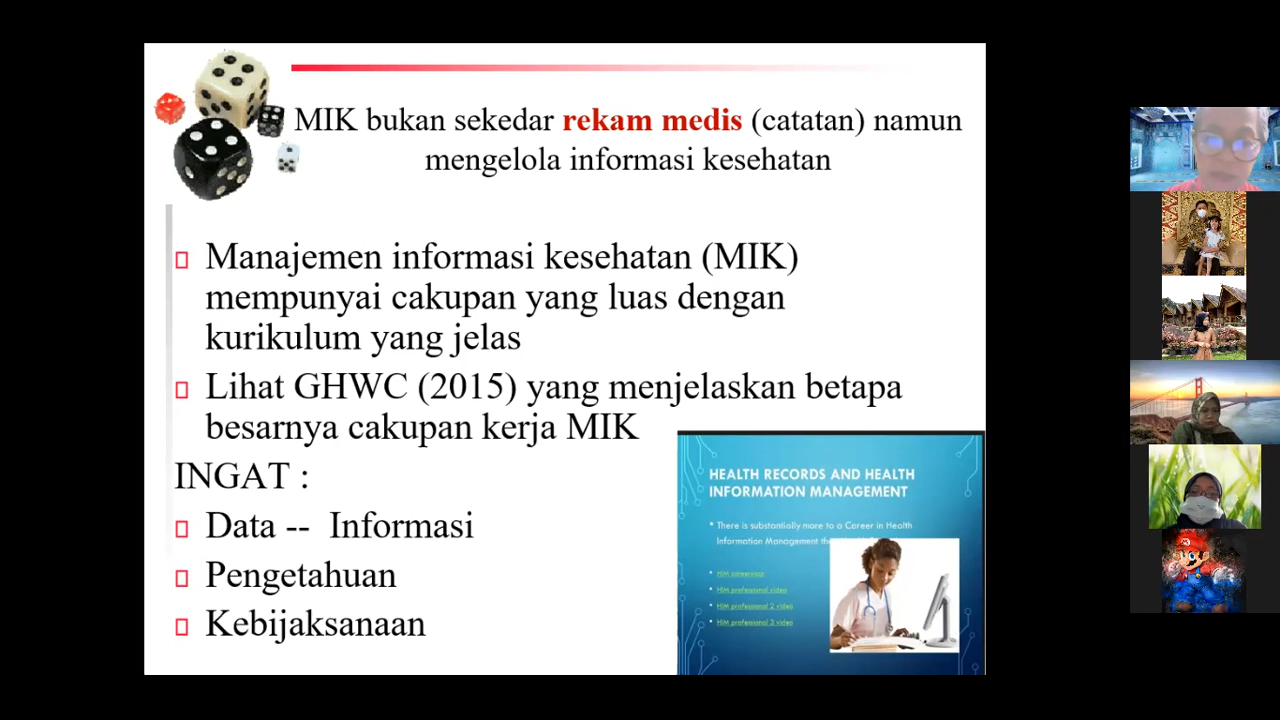 MIK bukan sekedar rekam medis (catatan) namun
mengelola informasi kesehatan
Manajemen informasi kesehatan (MIK)
mempunyai cakupan yang luas dengan
kurikulum yang jelas
Lihat GHWC (2015) yang menjelaskan betapa
besarnya cakupan kerja MIK
INGAT :
Data -- Informasi
Pengetahuan
Kebijaksanaan
HEALTH RECORDS AND HEALTH
INFORMATION MANAGEMENT
• There is substantially more to a Career in Health
Information Management
• HIM
• HIM professional video
• HIM professional 2 video
• HIM professional 3 video